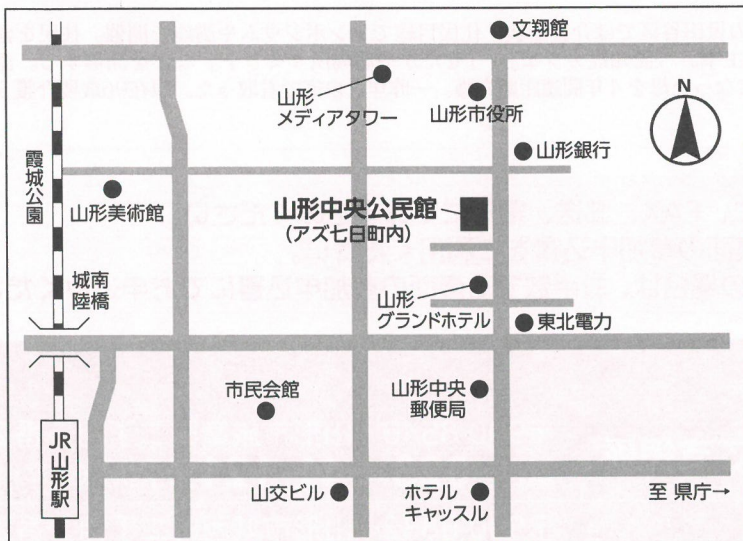 文翔館
山形
メディアタワー
山形市役所
N
山形銀行
霞城公園
山形美術館
山形中央公民館
(アズ七日町内)
城南
陸橋
山形
グランドホテル
東北電力
市民会館
山形中央
郵便局
JR山形駅
山交ビル
ホテル
キャッスル
至 県庁→